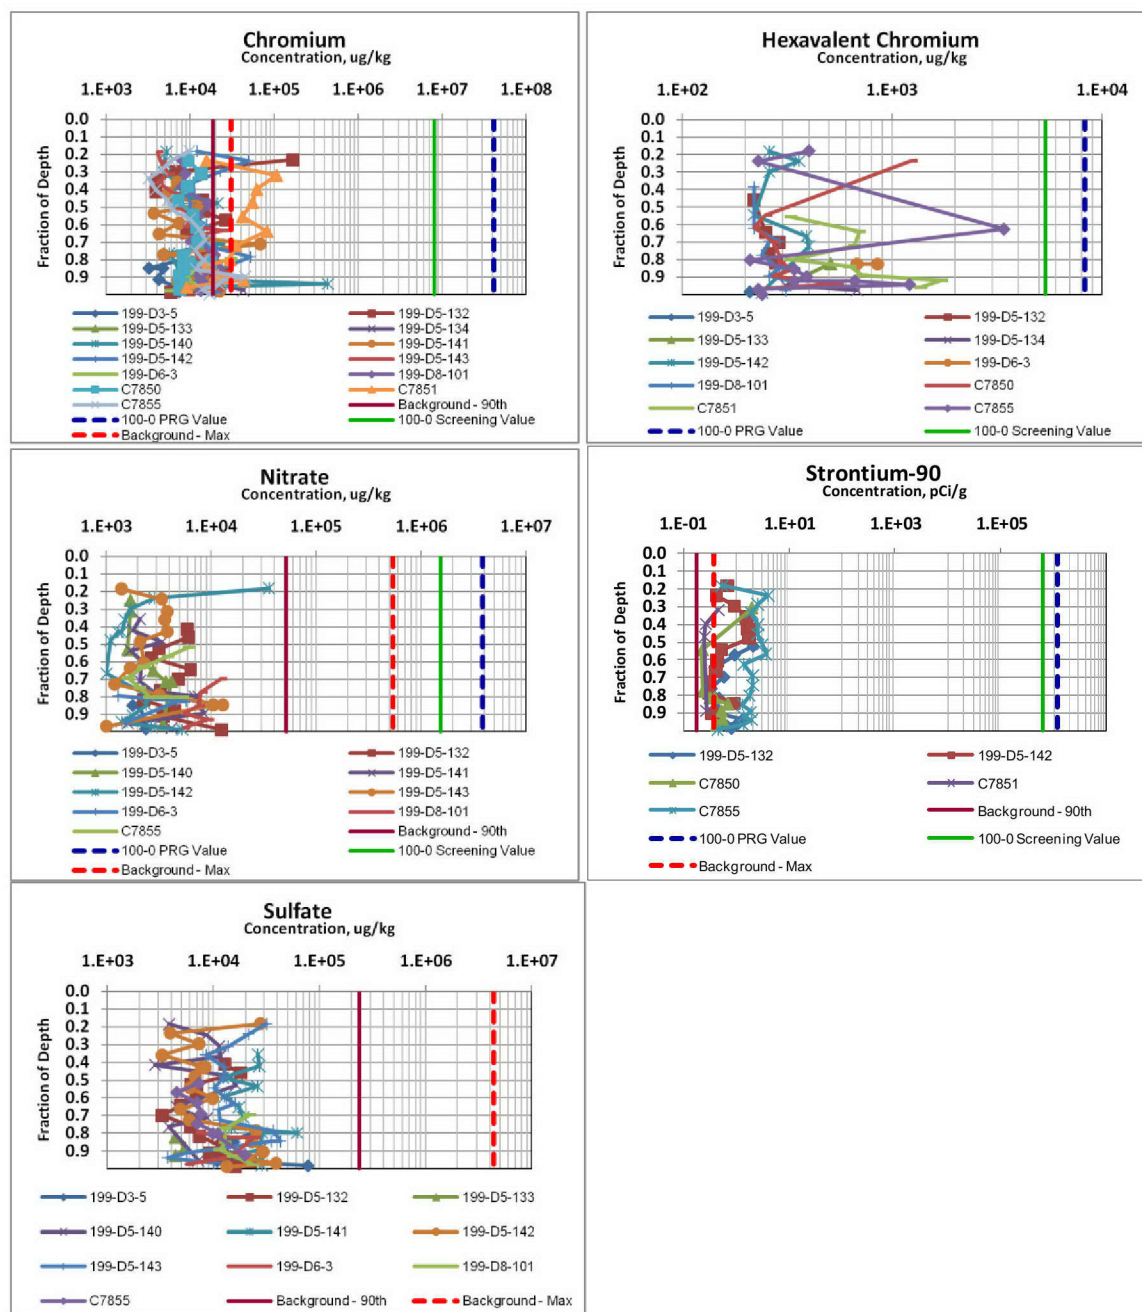 Chromium
Concentration, ug/kg
1.E+03 1.E+04 1.E+05 1.E+06 1.E+07 1.E+08
Fraction of Depth
0.0
0.1
0.2
0.3
0.4
0.5
0.6
0.7
0.8
0.9
199-D3-5 199-D5-132
199-D5-133 199-D5-134
199-D5-140 199-D5-141
199-D5-142 199-D5-143
199-D6-3 199-D8-101
C7850 C7851
C7855 Background - 90th
100-0 PRG Value 100-0 Screening Value
Background - Max
Hexavalent Chromium
Concentration, ug/kg
1.E+02 1.E+03 1.E+04
Fraction of Depth
0.0
0.1
0.2
0.3
0.4
0.5
0.6
0.7
0.8
0.9
199-D3-5 199-D5-132
199-D5-133 199-D5-134
199-D5-142 199-D6-3
199-D8-101 C7850
C7851 C7855
100-0 PRG Value 100-0 Screening Value
Nitrate
Concentration, ug/kg
1.E+03 1.E+04 1.E+05 1.E+06 1.E+07
Fraction of Depth
0.0
0.1
0.2
0.3
0.4
0.5
0.6
0.7
0.8
0.9
199-D3-5 199-D5-132
199-D5-140 199-D5-141
199-D5-142 199-D5-143
199-D6-3 199-D8-101
C7855 Background - 90th
100-0 PRG Value 100-0 Screening Value
Background - Max
Strontium-90
Concentration, pCi/g
1.E-01 1.E+01 1.E+03 1.E+05
Fraction of Depth
0.0
0.1
0.2
0.3
0.4
0.5
0.6
0.7
0.8
0.9
199-D5-132 199-D5-142
C7850 C7851
C7855 Background - 90th
100-0 PRG Value 100-0 Screening Value
Background - Max
Sulfate
Concentration, ug/kg
1.E+03 1.E+04 1.E+05 1.E+06 1.E+07
Fraction of Depth
0.0
0.1
0.2
0.3
0.4
0.5
0.6
0.7
0.8
0.9
199-D3-5 199-D5-132 199-D5-133
199-D5-140 199-D5-141 199-D5-142
199-D5-143 199-D6-3 199-D8-101
C7855 Background - 90th Background - Max